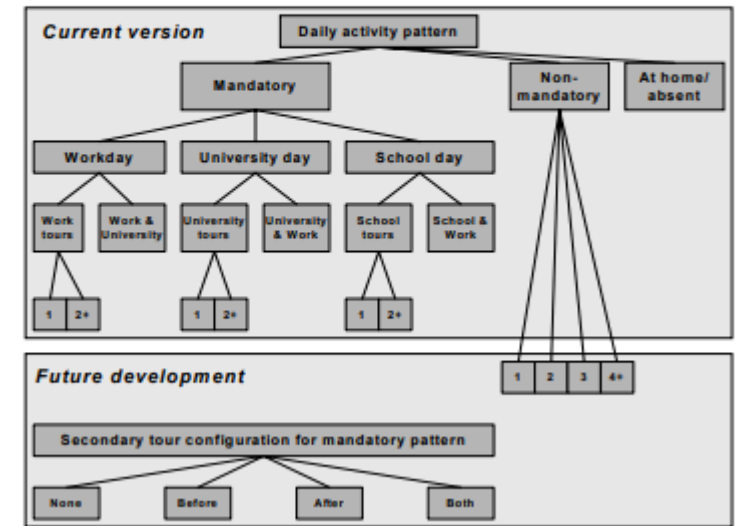 Current version
Daily activity pattern
Mandatory
Non-
mandatory
At home/
absent
Workday
University day
School day
Work
tours
Work &
University
University
tours
University
& Work
School
tours
School &
Work
1
2+
1
2+
1
2+
Future development
1
2
3
4+
Secondary tour configuration for mandatory pattern
None
Before
After
Both